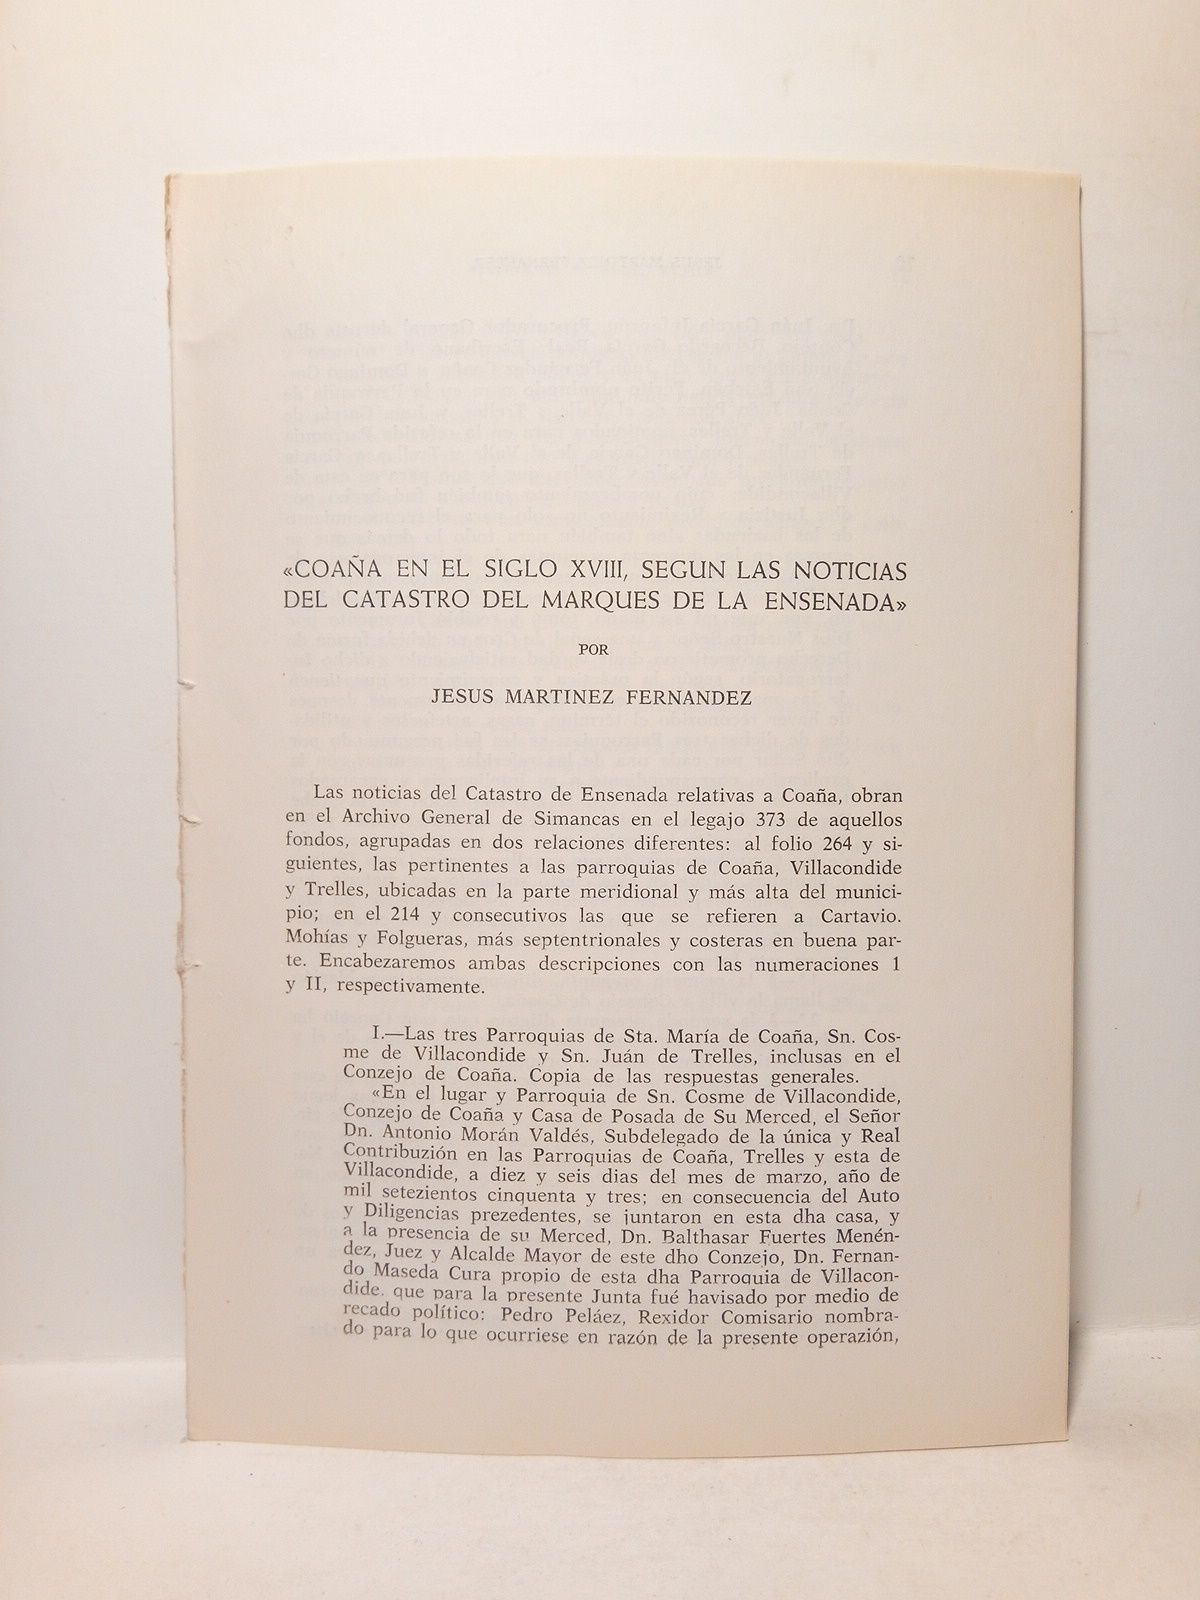 «COAÑA EN EL SIGLO XVIII, SEGUN LAS NOTICIAS
DEL CATASTRO DEL MARQUES DE LA ENSENADA»
POR
JESUS MARTINEZ FERNANDEZ
Las noticias del Catastro de Ensenada relativas a Coaña, obran
en el Archivo General de Simancas en el legajo 373 de aquellos
fondos, agrupadas en dos relaciones diferentes: al folio 264 y si-
guientes, las pertinentes a las parroquias de Coaña, Villacondide
y Trelles, ubicadas en la parte meridional y más alta del munici-
pio; en el 214 y consecutivos las que se refieren a Cartavio.
Mohías y Folgueras, más septentrionales y costeras en buena par-
te. Encabezaremos ambas descripciones con las numeraciones 1
y II, respectivamente.
I.—Las tres Parroquias de Sta. María de Coaña, Sn. Cos-
me de Villacondide y Sn. Juán de Trelles, inclusas en el
Conzejo de Coaña. Copia de las respuestas generales.
«En el lugar y Parroquia de Sn. Cosme de Villacondide,
Conzejo de Coaña y Casa de Posada de Su Merced, el Señor
Dn. Antonio Morán Valdés, Subdelegado de la única y Real
Contribuzión en las Parroquias de Coaña, Trelles y esta de
Villacondide, a diez y seis dias del mes de marzo, año de
mil setezientos cinquenta y tres; en consecuencia del Auto
y Diligencias prezedentes, se juntaron en esta dha casa, y
a la presencia de su Merced, Dn. Balthasar Fuertes Menén-
dez, Juez y Alcalde Mayor de este dho Conzejo, Dn. Fernan-
do Maseda Cura propio de esta dha Parroquia de Villacon-
dide. que para la presente Junta fué havisado por medio de
recado político: Pedro Peláez, Rexidor Comisario nombra-
do para lo que ocurriese en razón de la presente operazión,